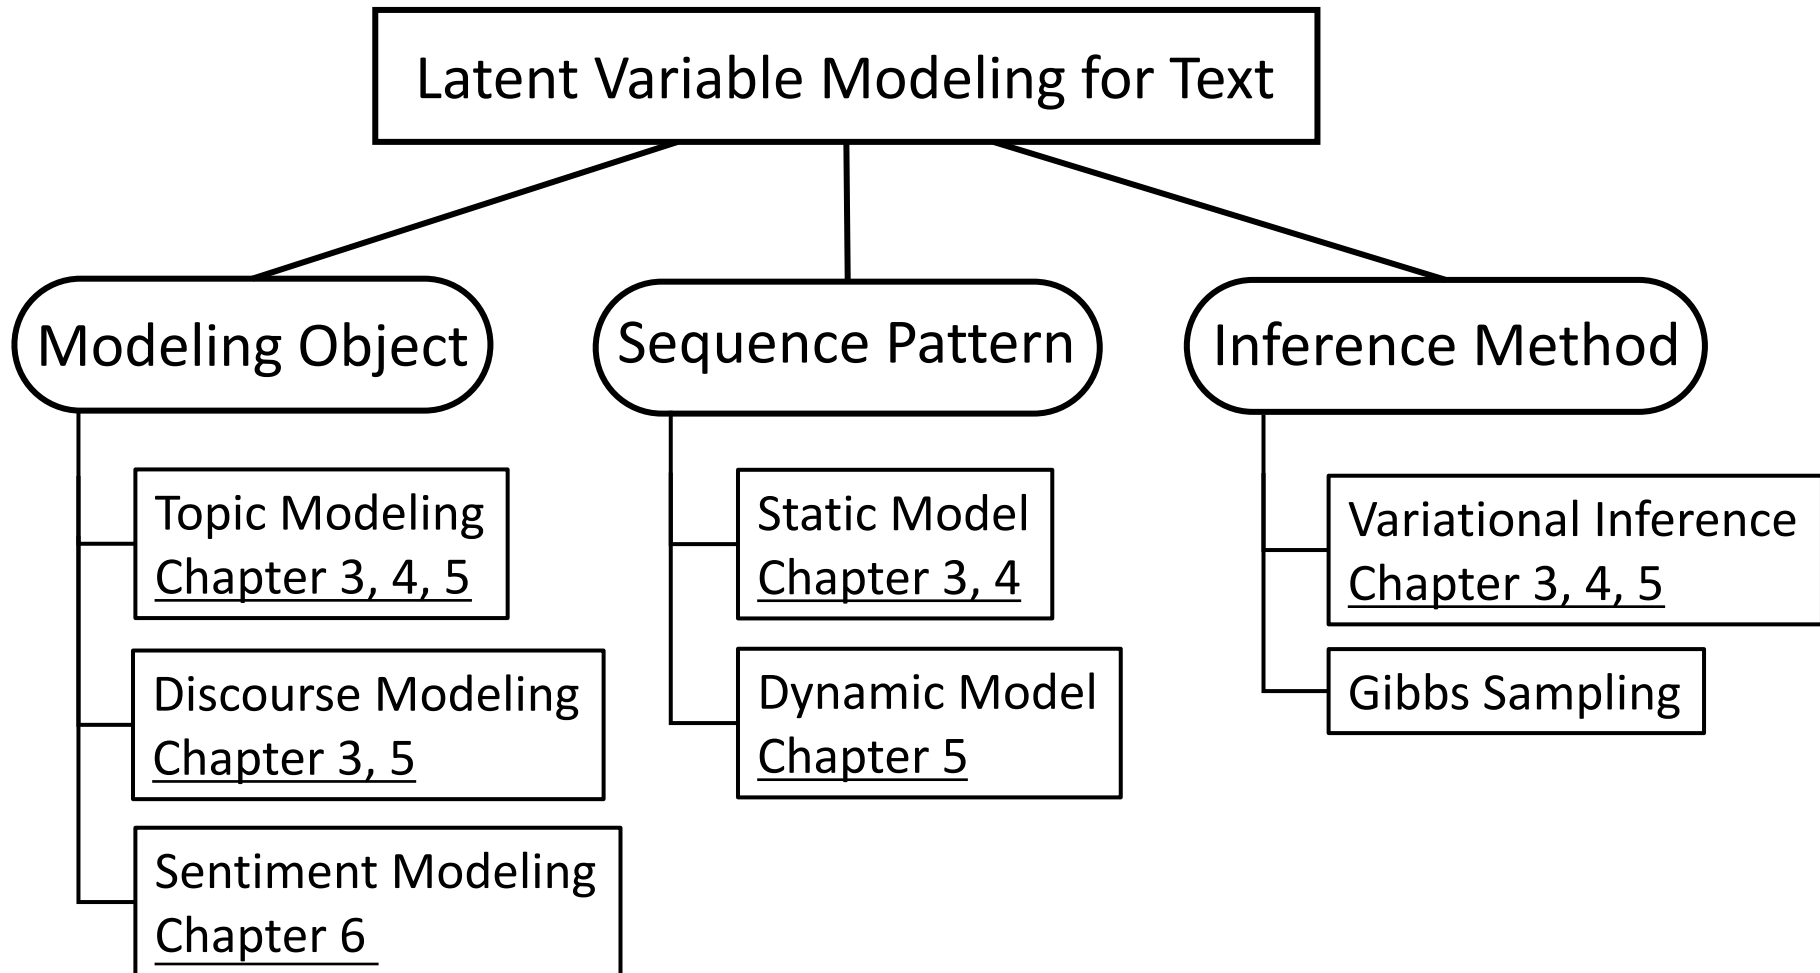 Latent Variable Modeling for Text
Modeling Object
Topic Modeling
Chapter 3, 4, 5
Discourse Modeling
Chapter 3, 5
Sentiment Modeling
Chapter 6
Sequence Pattern
Static Model
Chapter 3, 4
Dynamic Model
Chapter 5
Inference Method
Variational Inference
Chapter 3, 4, 5
Gibbs Sampling